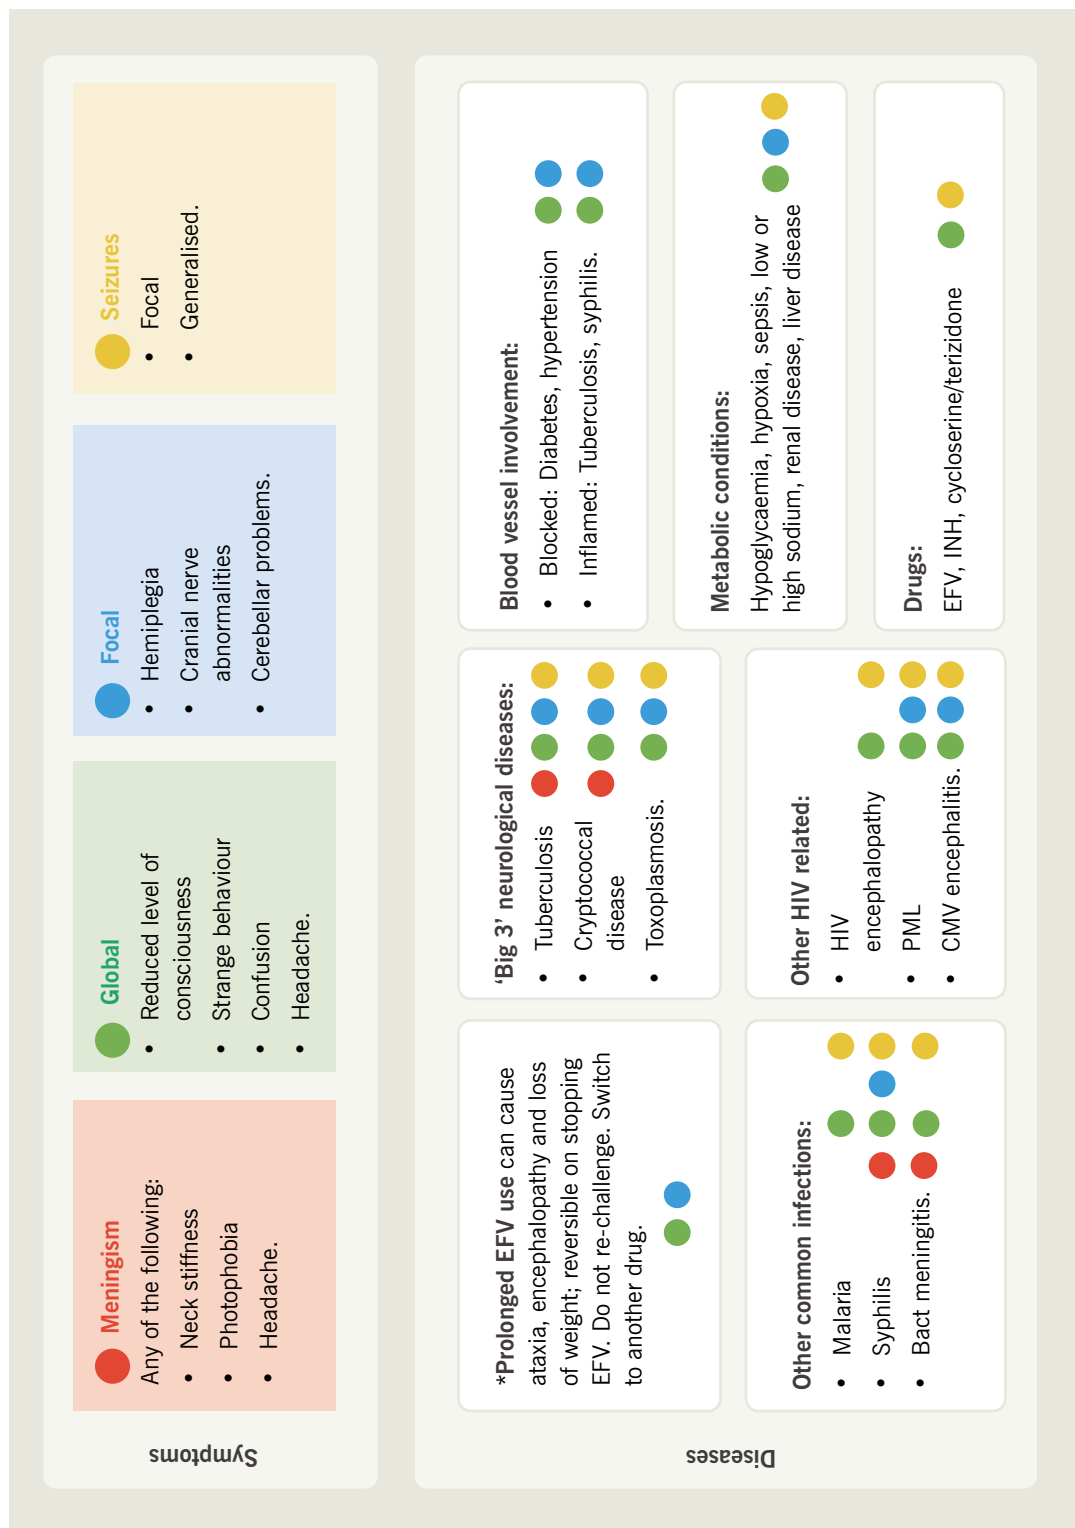 Symptoms
Meningism
Any of the following:
• Neck stiffness
• Photophobia
• Headache.
Global
• Reduced level of
consciousness
• Strange behaviour
• Confusion
• Headache.
Focal
• Hemiplegia
• Cranial nerve
abnormalities
• Cerebellar problems.
Seizures
• Focal
• Generalised.
Diseases
*Prolonged EFV use can cause
ataxia, encephalopathy and loss
of weight; reversible on stopping
EFV. Do not re-challenge. Switch
to another drug.
‘Big 3’ neurological diseases:
• Tuberculosis
• Cryptococcal
disease
• Toxoplasmosis.
Blood vessel involvement:
• Blocked: Diabetes, hypertension
• Inflamed: Tuberculosis, syphilis.
Metabolic conditions:
Hypoglycaemia, hypoxia, sepsis, low or
high sodium, renal disease, liver disease
Other common infections:
• Malaria
• Syphilis
• Bact meningitis.
Other HIV related:
• HIV
encephalopathy
• PML
• CMV encephalitis.
Drugs:
EFV, INH, cycloserine/terizidone